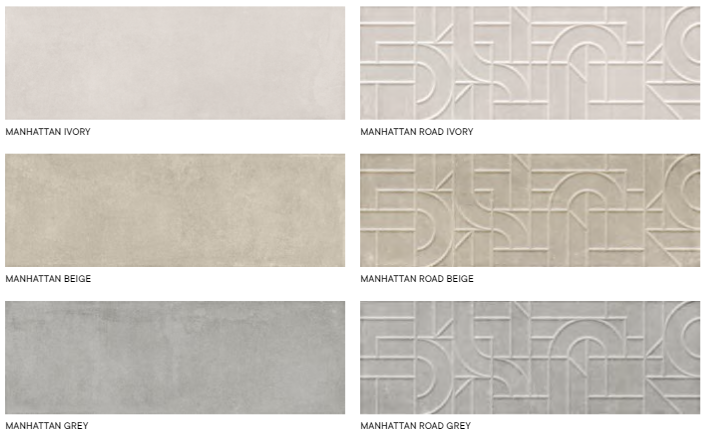 MANHATTAN IVORY
MANHATTAN ROAD IVORY
MANHATTAN BEIGE
MANHATTAN ROAD BEIGE
MANHATTAN GREY
MANHATTAN ROAD GREY